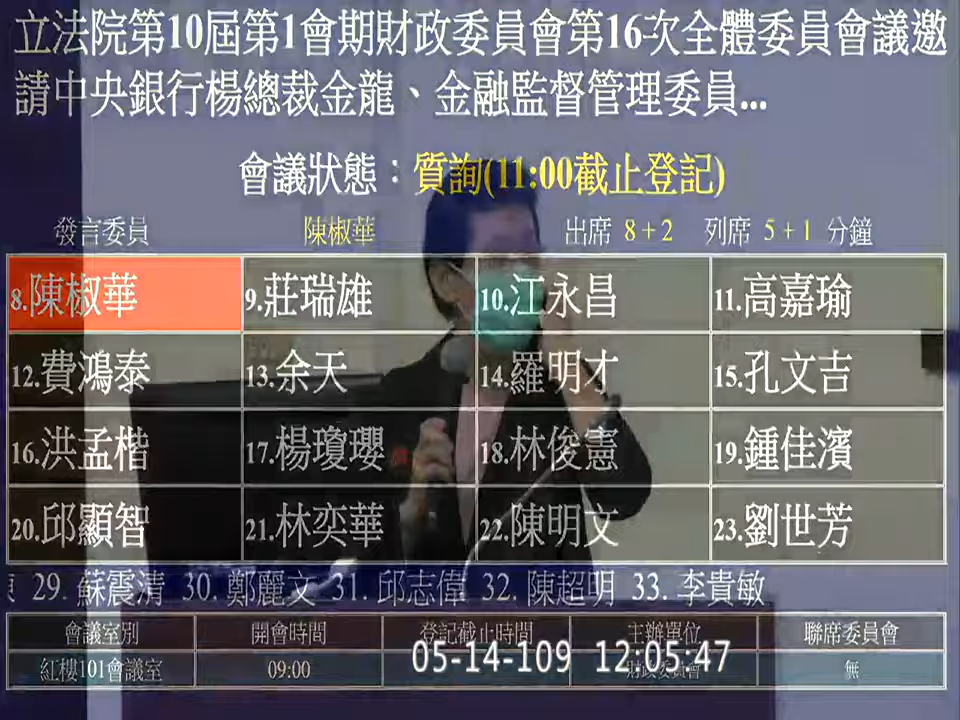 立法院第10屆第1會期財政委員會第16次全體委員會議邀
請中央銀行楊總裁金龍、金融監督管理委員...
會議狀態：質詢(11:00截止登記)
發言委員 陳椒華 出席 8+2 列席 5+1 分鐘
8.陳椒華 9.莊瑞雄 10.江永昌 11.高嘉瑜
12.費鴻泰 13.余天 14.羅明才 15.孔文吉
16.洪孟楷 17.楊瓊瓔 18.林俊憲 19.鍾佳濱
20.邱顯智 21.林奕華 22.陳明文 23.劉世芳
29. 蘇震清 30. 鄭麗文 31. 邱志偉 32. 陳超明 33. 李貴敏
會議室別 開會時間 登記截止時間 主辦單位 聯席委員會
紅樓101會議室 09:00 財政委員會 無
05-14-109 12:05:47